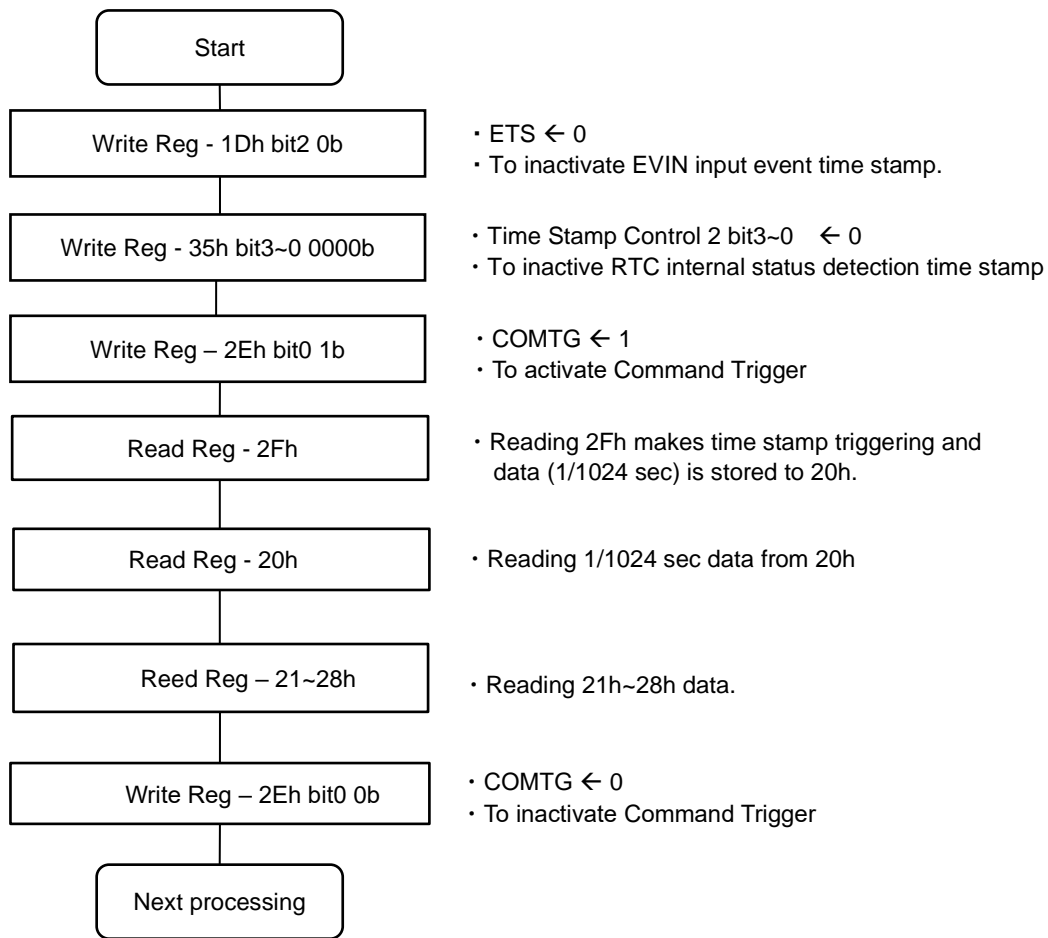 Start
Write Reg - 1Dh bit2 0b
・ETS ← 0
・To inactivate EVIN input event time stamp.
Write Reg - 35h bit3~0 0000b
・Time Stamp Control 2 bit3~0 ← 0
・To inactive RTC internal status detection time stamp
Write Reg – 2Eh bit0 1b
・COMTG ← 1
・To activate Command Trigger
Read Reg - 2Fh
・Reading 2Fh makes time stamp triggering and
data (1/1024 sec) is stored to 20h.
Read Reg - 20h
・Reading 1/1024 sec data from 20h
Reed Reg – 21~28h
・Reading 21h~28h data.
Write Reg – 2Eh bit0 0b
・COMTG ← 0
・To inactivate Command Trigger
Next processing